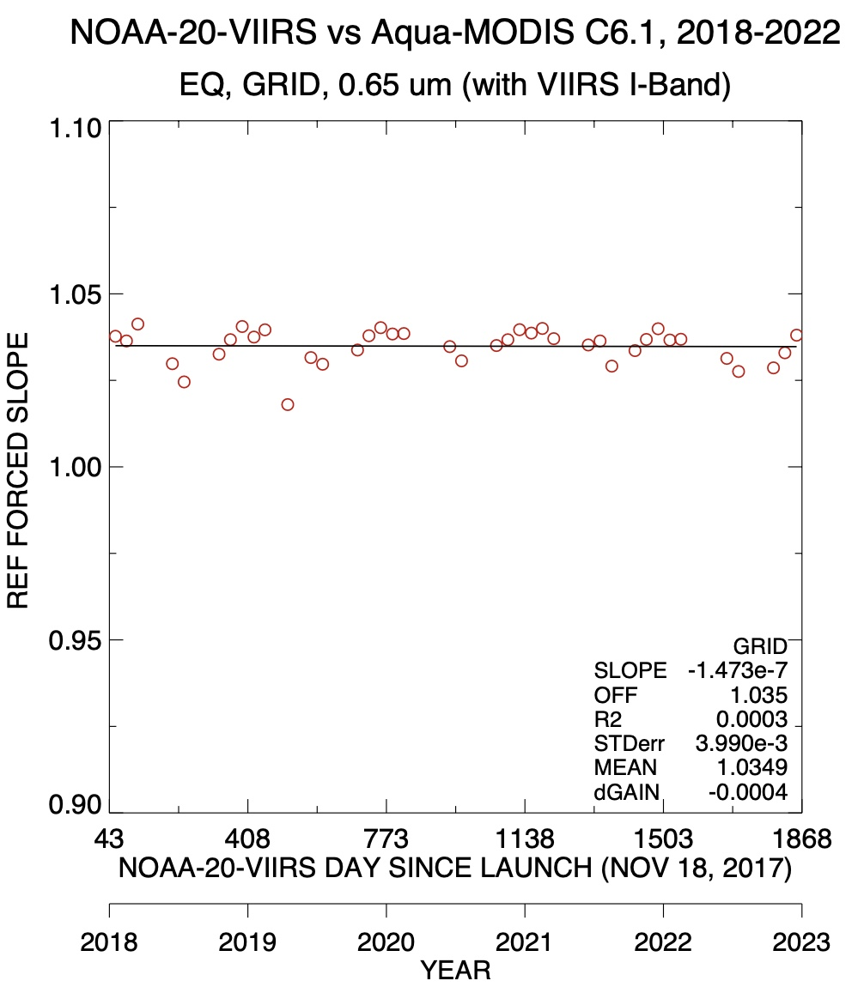 NOAA-20-VIIRS vs Aqua-MODIS C6.1, 2018-2022
EQ, GRID, 0.65 um (with VIIRS I-Band)
1.10
1.05
1.00
0.95
0.90
REF FORCED SLOPE
GRID
SLOPE -1.473e-7
OFF 1.035
R2 0.0003
STDerr 3.990e-3
MEAN 1.0349
dGAIN -0.0004
43 408 773 1138 1503 1868
NOAA-20-VIIRS DAY SINCE LAUNCH (NOV 18, 2017)
2018 2019 2020 2021 2022 2023
YEAR